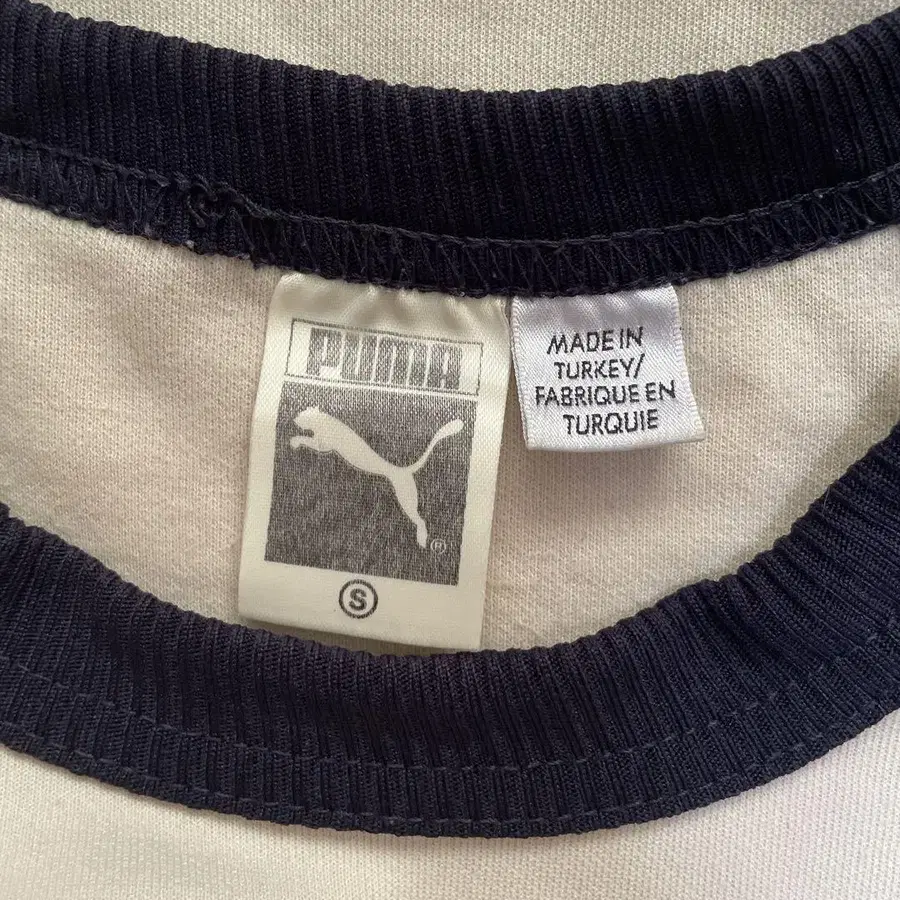 PUMA
®
S
MADE IN
TURKEY/
FABRIQUE EN
TURQUIE